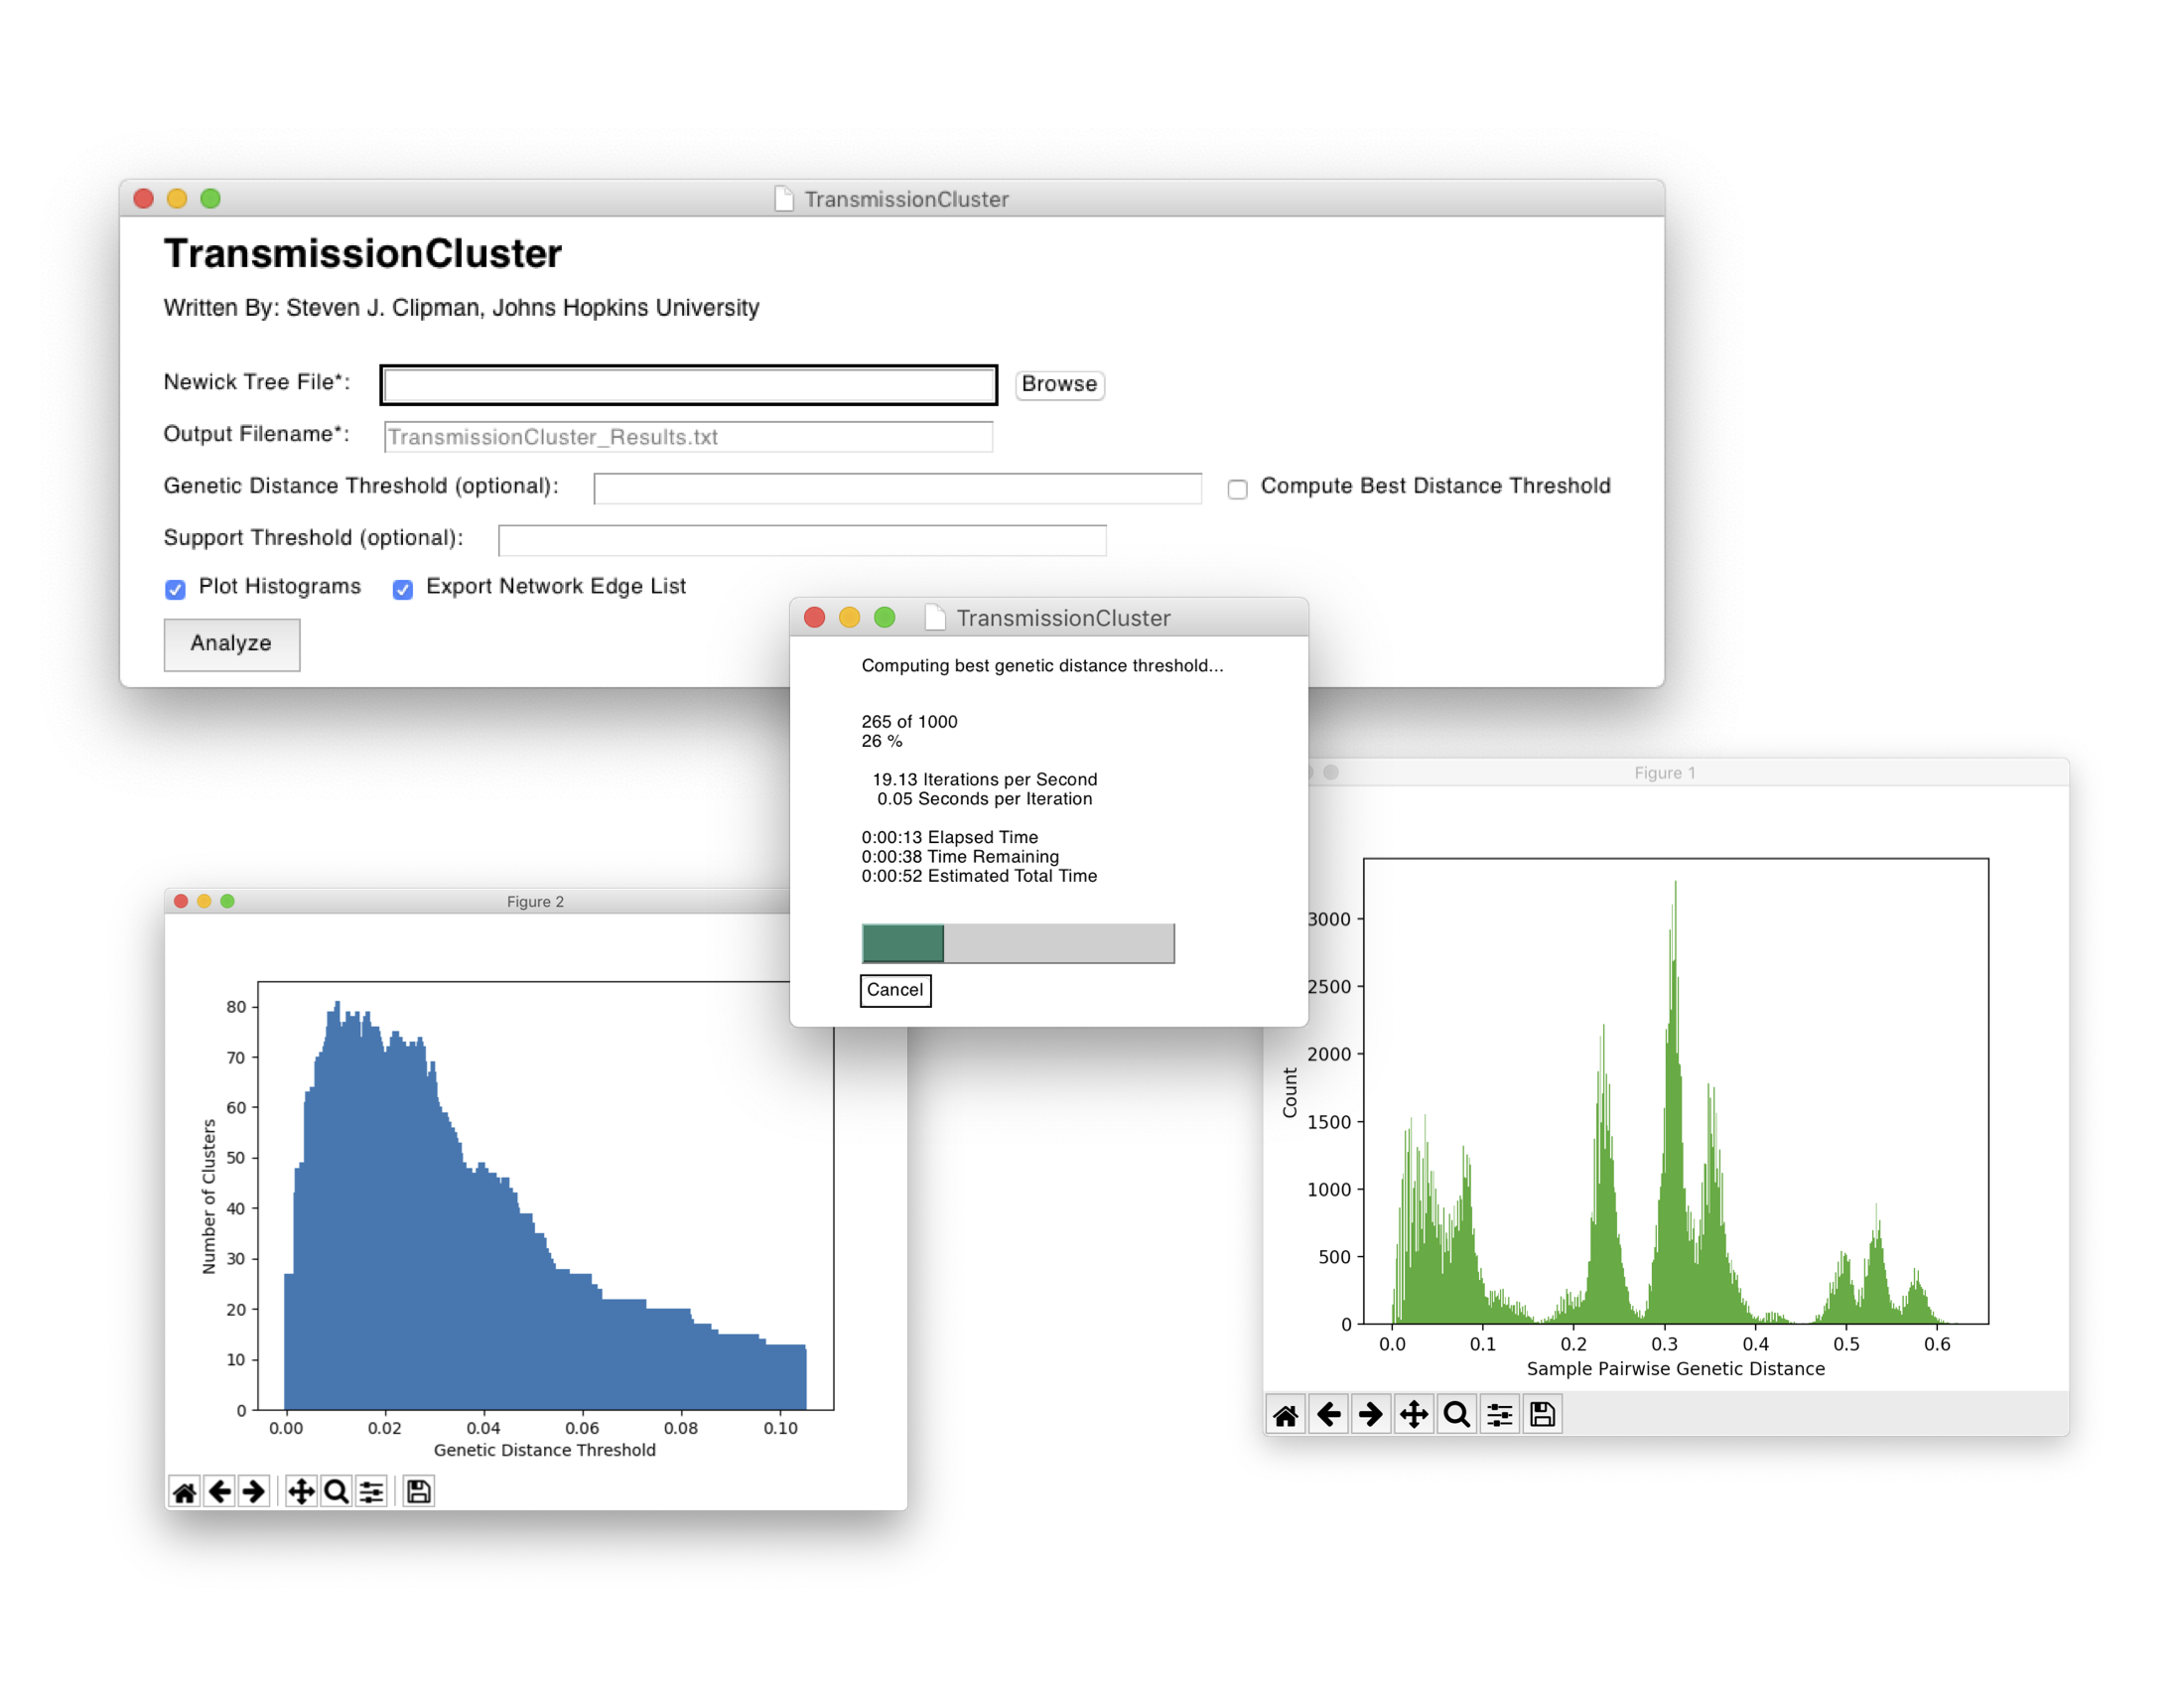 TransmissionCluster
TransmissionCluster
Written By: Steven J. Clipman, Johns Hopkins University
Newick Tree File*:
Browse
Output Filename*:
TransmissionCluster_Results.txt
Genetic Distance Threshold (optional):
Compute Best Distance Threshold
Support Threshold (optional):
Plot Histograms
Export Network Edge List
Analyze
TransmissionCluster
Computing best genetic distance threshold...
265 of 1000
26 %
19.13 Iterations per Second
0.05 Seconds per Iteration
0:00:13 Elapsed Time
0:00:38 Time Remaining
0:00:52 Estimated Total Time
Cancel
Figure 2
80
70
60
50
40
30
20
10
0
Number of Clusters
0.00 0.02 0.04 0.06 0.08 0.10
Genetic Distance Threshold
Figure 1
3000
2500
2000
1500
1000
500
0
Count
0.0 0.1 0.2 0.3 0.4 0.5 0.6
Sample Pairwise Genetic Distance